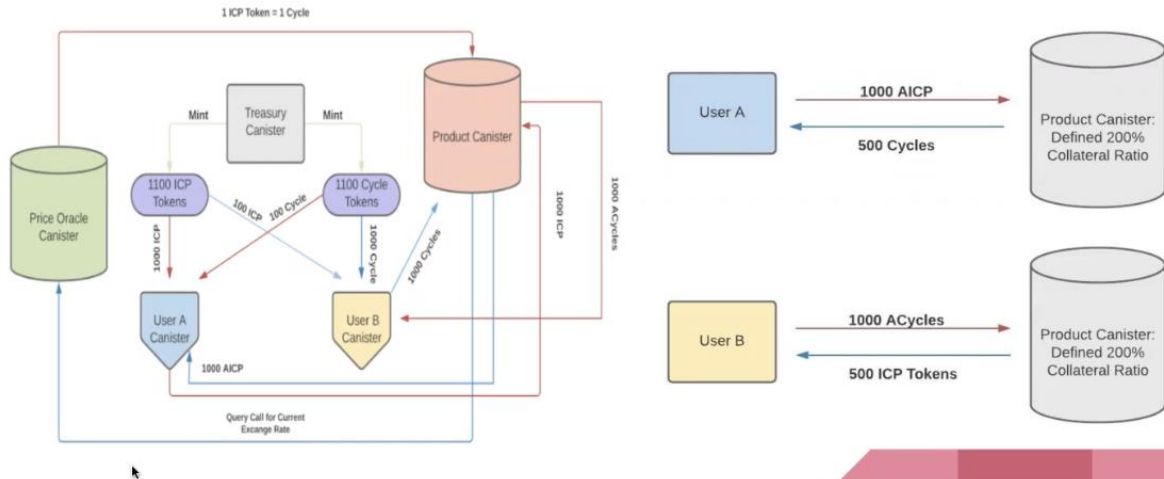 1 ICP Token = 1 Cycle
Mint
Treasury
Canister
Mint
Product Canister
1100 ICP
Tokens
1100 Cycle
Tokens
Price Oracle
Canister
100 ICP
100 Cycle
1000 ICP
1000 Cycle
1000 Cycles
1000 ICP
1000 ACycles
User A
Canister
User B
Canister
1000 AICP
Query Call for Current
Excange Rate
User A
1000 AICP
500 Cycles
Product Canister:
Defined 200%
Collateral Ratio
User B
1000 ACycles
500 ICP Tokens
Product Canister:
Defined 200%
Collateral Ratio